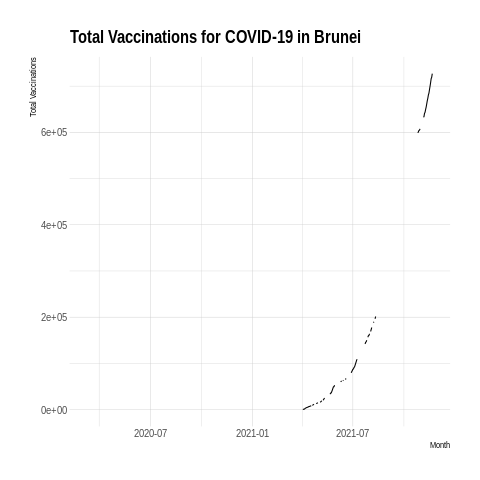 Total Vaccinations for COVID-19 in Brunei
Total Vaccinations
6e+05
4e+05
2e+05
0e+00
2020-07
2021-01
2021-07
Month